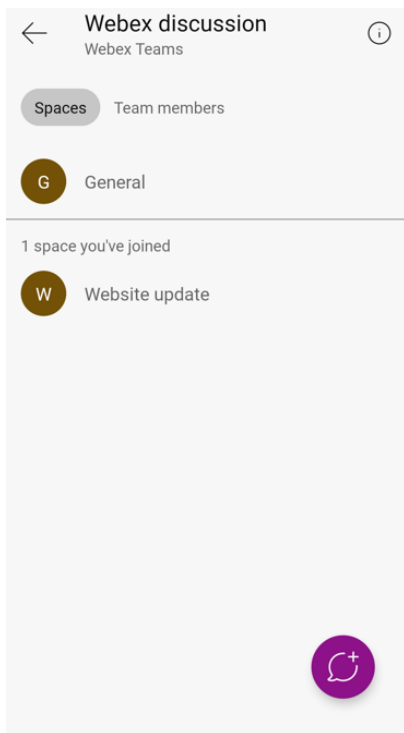 Webex discussion
Webex Teams
Spaces Team members
G General
1 space you've joined
W Website update